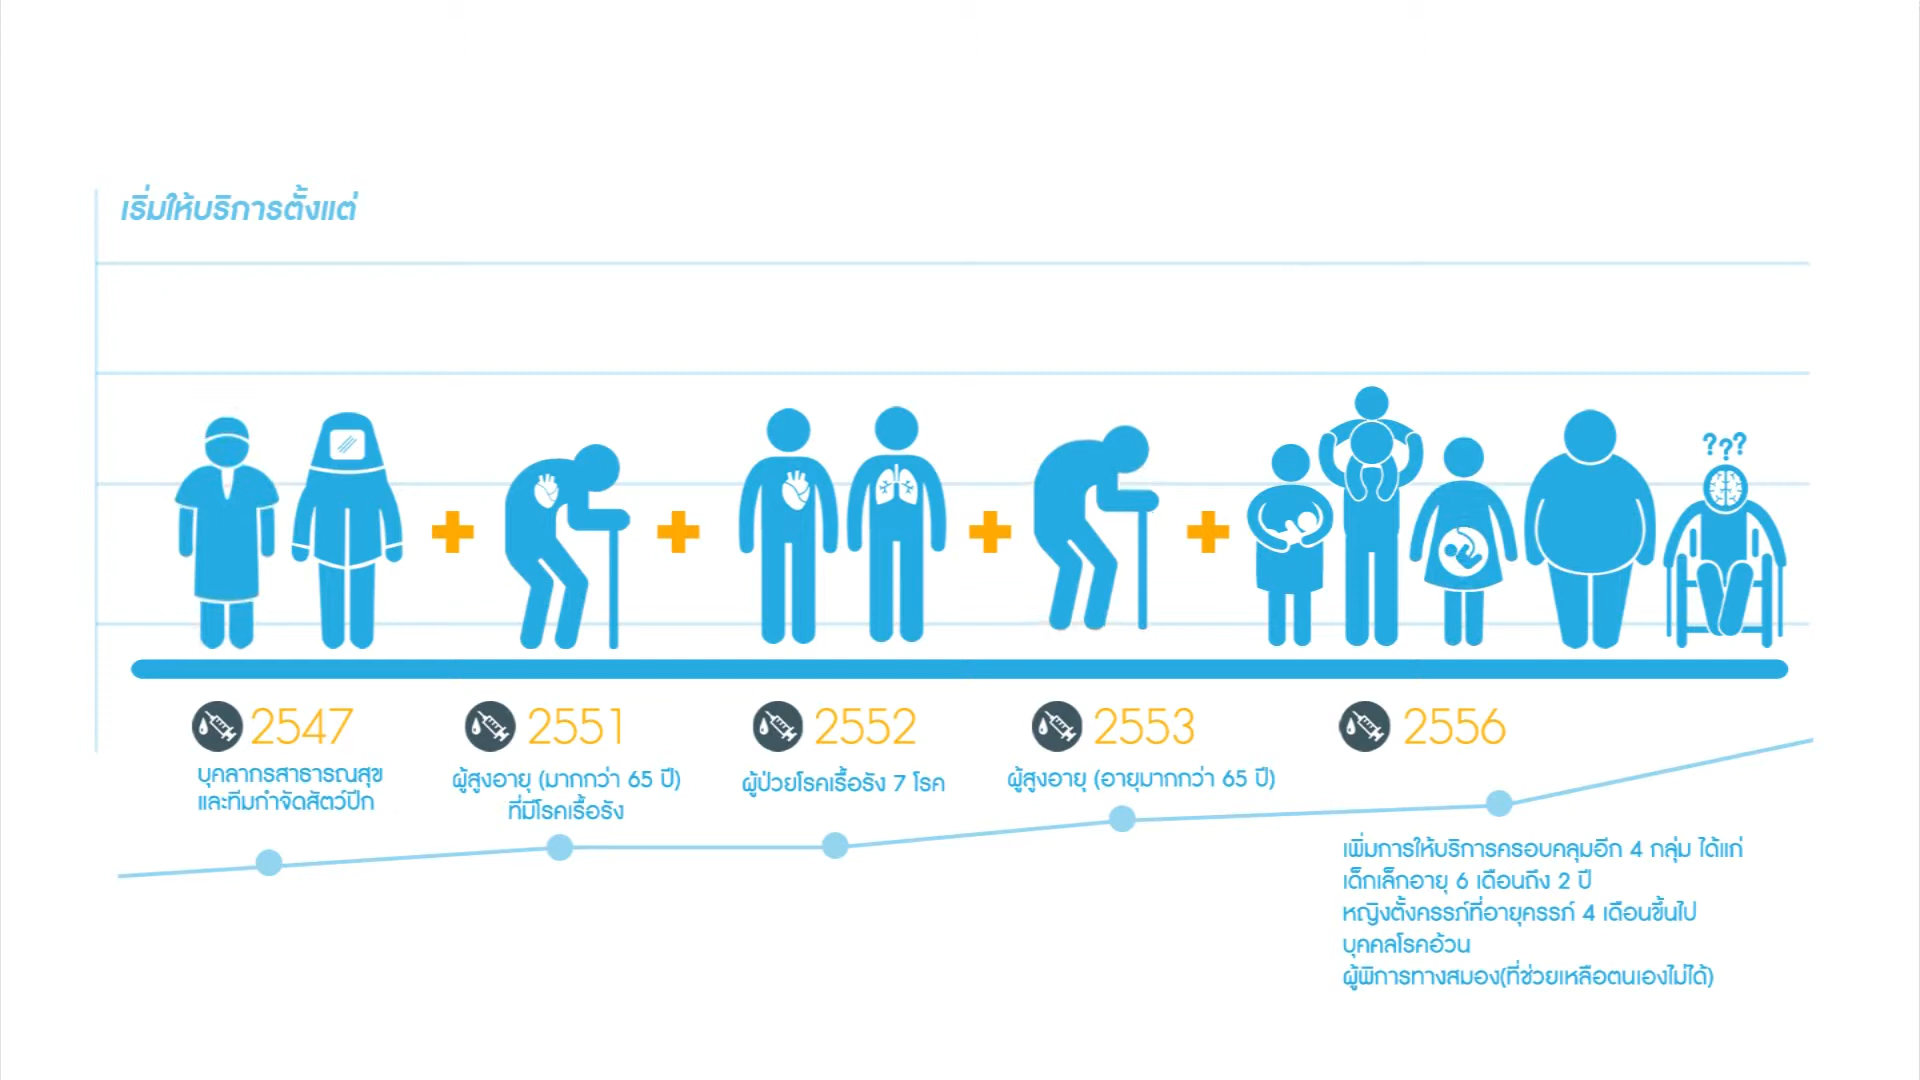 เริ่มให้บริการตั้งแต่
???
2547
บุคลากรสาธารณสุข
และทีมกำจัดสัตว์ปีก
2551
ผู้สูงอายุ (มากกว่า 65 ปี)
ที่มีโรคเรื้อรัง
2552
ผู้ป่วยโรคเรื้อรัง 7 โรค
2553
ผู้สูงอายุ (อายุมากกว่า 65 ปี)
2556
เพิ่มการให้บริการครอบคลุมอีก 4 กลุ่ม ได้แก่
เด็กเล็กอายุ 6 เดือนถึง 2 ปี
หญิงตั้งครรภ์ที่อายุครรภ์ 4 เดือนขึ้นไป
บุคคลโรคอ้วน
ผู้พิการทางสมอง(ที่ช่วยเหลือตนเองไม่ได้)